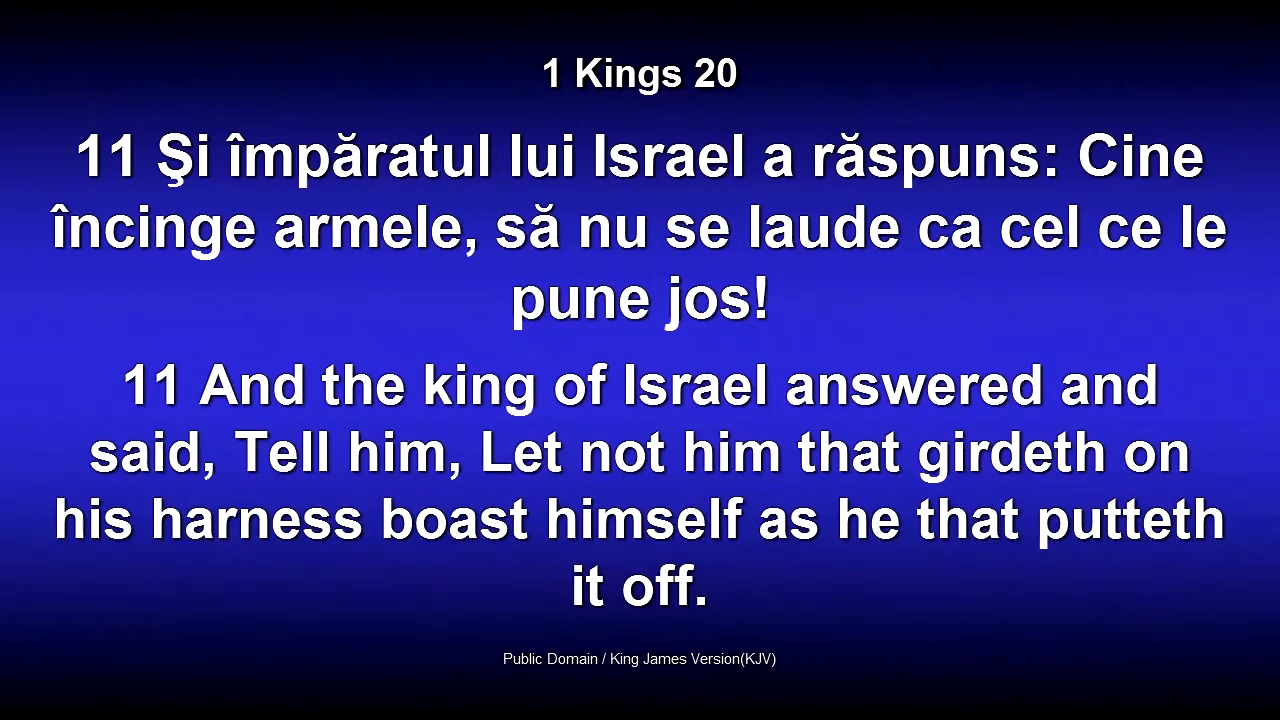 1 Kings 20
11 Şi împăratul lui Israel a răspuns: Cine
încinge armele, să nu se laude ca cel ce le
pune jos!
11 And the king of Israel answered and
said, Tell him, Let not him that girdeth on
his harness boast himself as he that putteth
it off.
Public Domain / King James Version(KJV)